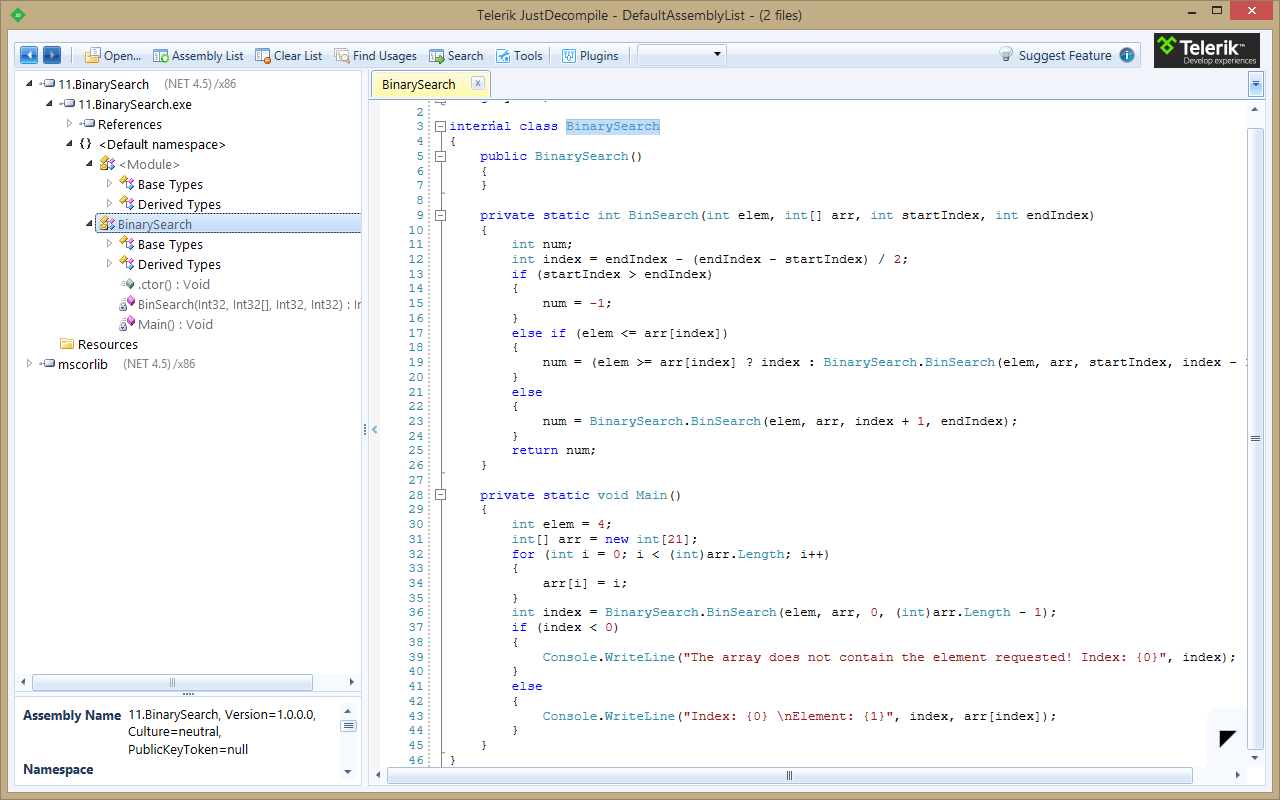 Telerik JustDecompile - DefaultAssemblyList - (2 files)
Open... Assembly List Clear List Find Usages Search Tools Plugins Suggest Feature
Telerik™
Develop experiences
11.BinarySearch (NET 4.5) /x86
11.BinarySearch.exe
References
{} <Default namespace>
<Module>
Base Types
Derived Types
BinarySearch
Base Types
Derived Types
.ctor() : Void
BinSearch(Int32, Int32[], Int32, Int32) :
Main() : Void
Resources
mscorlib (NET 4.5) /x86
Assembly Name 11.BinarySearch, Version=1.0.0.0,
Culture=neutral,
PublicKeyToken=null
Namespace
BinarySearch x
2
3 internal class BinarySearch
4 {
5 public BinarySearch()
6 {
7 }
8
9 private static int BinSearch(int elem, int[] arr, int startIndex, int endIndex)
10 {
11 int num;
12 int index = endIndex - (endIndex - startIndex) / 2;
13 if (startIndex > endIndex)
14 {
15 num = -1;
16 }
17 else if (elem <= arr[index])
18 {
19 num = (elem >= arr[index] ? index : BinarySearch.BinSearch(elem, arr, startIndex, index -
20 }
21 else
22 {
23 num = BinarySearch.BinSearch(elem, arr, index + 1, endIndex);
24 }
25 return num;
26 }
27
28 private static void Main()
29 {
30 int elem = 4;
31 int[] arr = new int[21];
32 for (int i = 0; i < (int)arr.Length; i++)
33 {
34 arr[i] = i;
35 }
36 int index = BinarySearch.BinSearch(elem, arr, 0, (int)arr.Length - 1);
37 if (index < 0)
38 {
39 Console.WriteLine("The array does not contain the element requested! Index: {0}", index);
40 }
41 else
42 {
43 Console.WriteLine("Index: {0} \nElement: {1}", index, arr[index]);
44 }
45 }
46 }